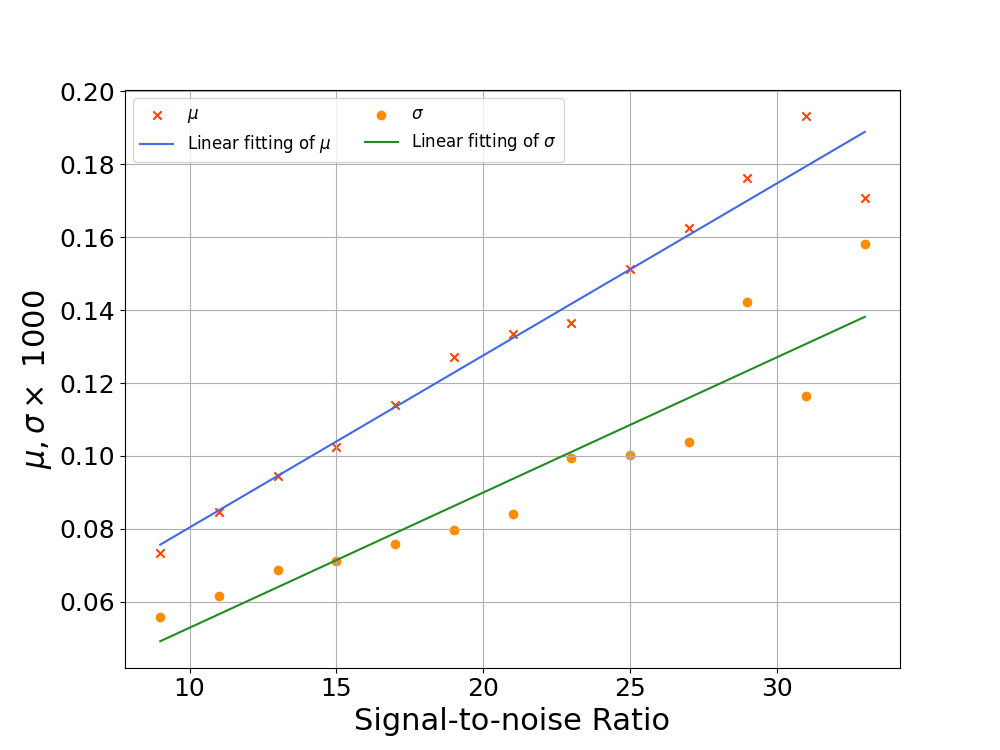 μ
Linear fitting of μ
σ
Linear fitting of σ
0.20
0.18
0.16
0.14
0.12
0.10
0.08
0.06
μ, σ × 1000
10 15 20 25 30
Signal-to-noise Ratio